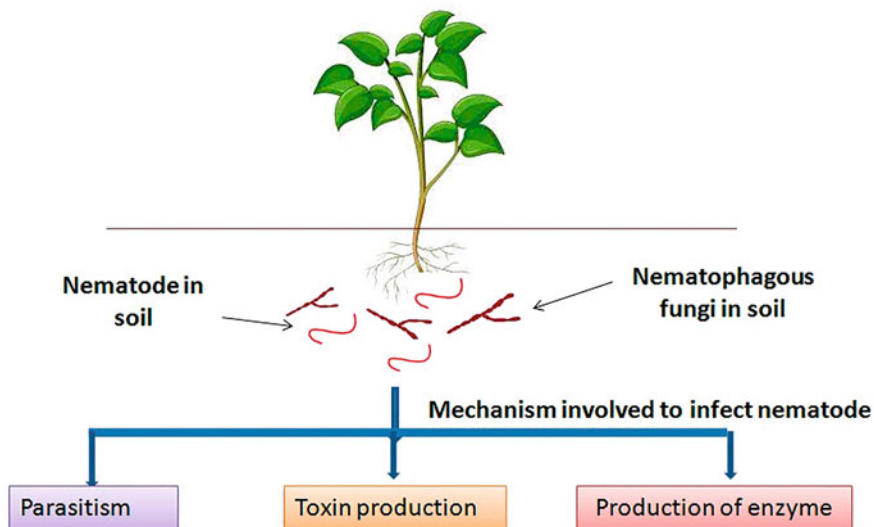 Nematode in
soil
Nematophagous
fungi in soil
Mechanism involved to infect nematode
Parasitism
Toxin production
Production of enzyme